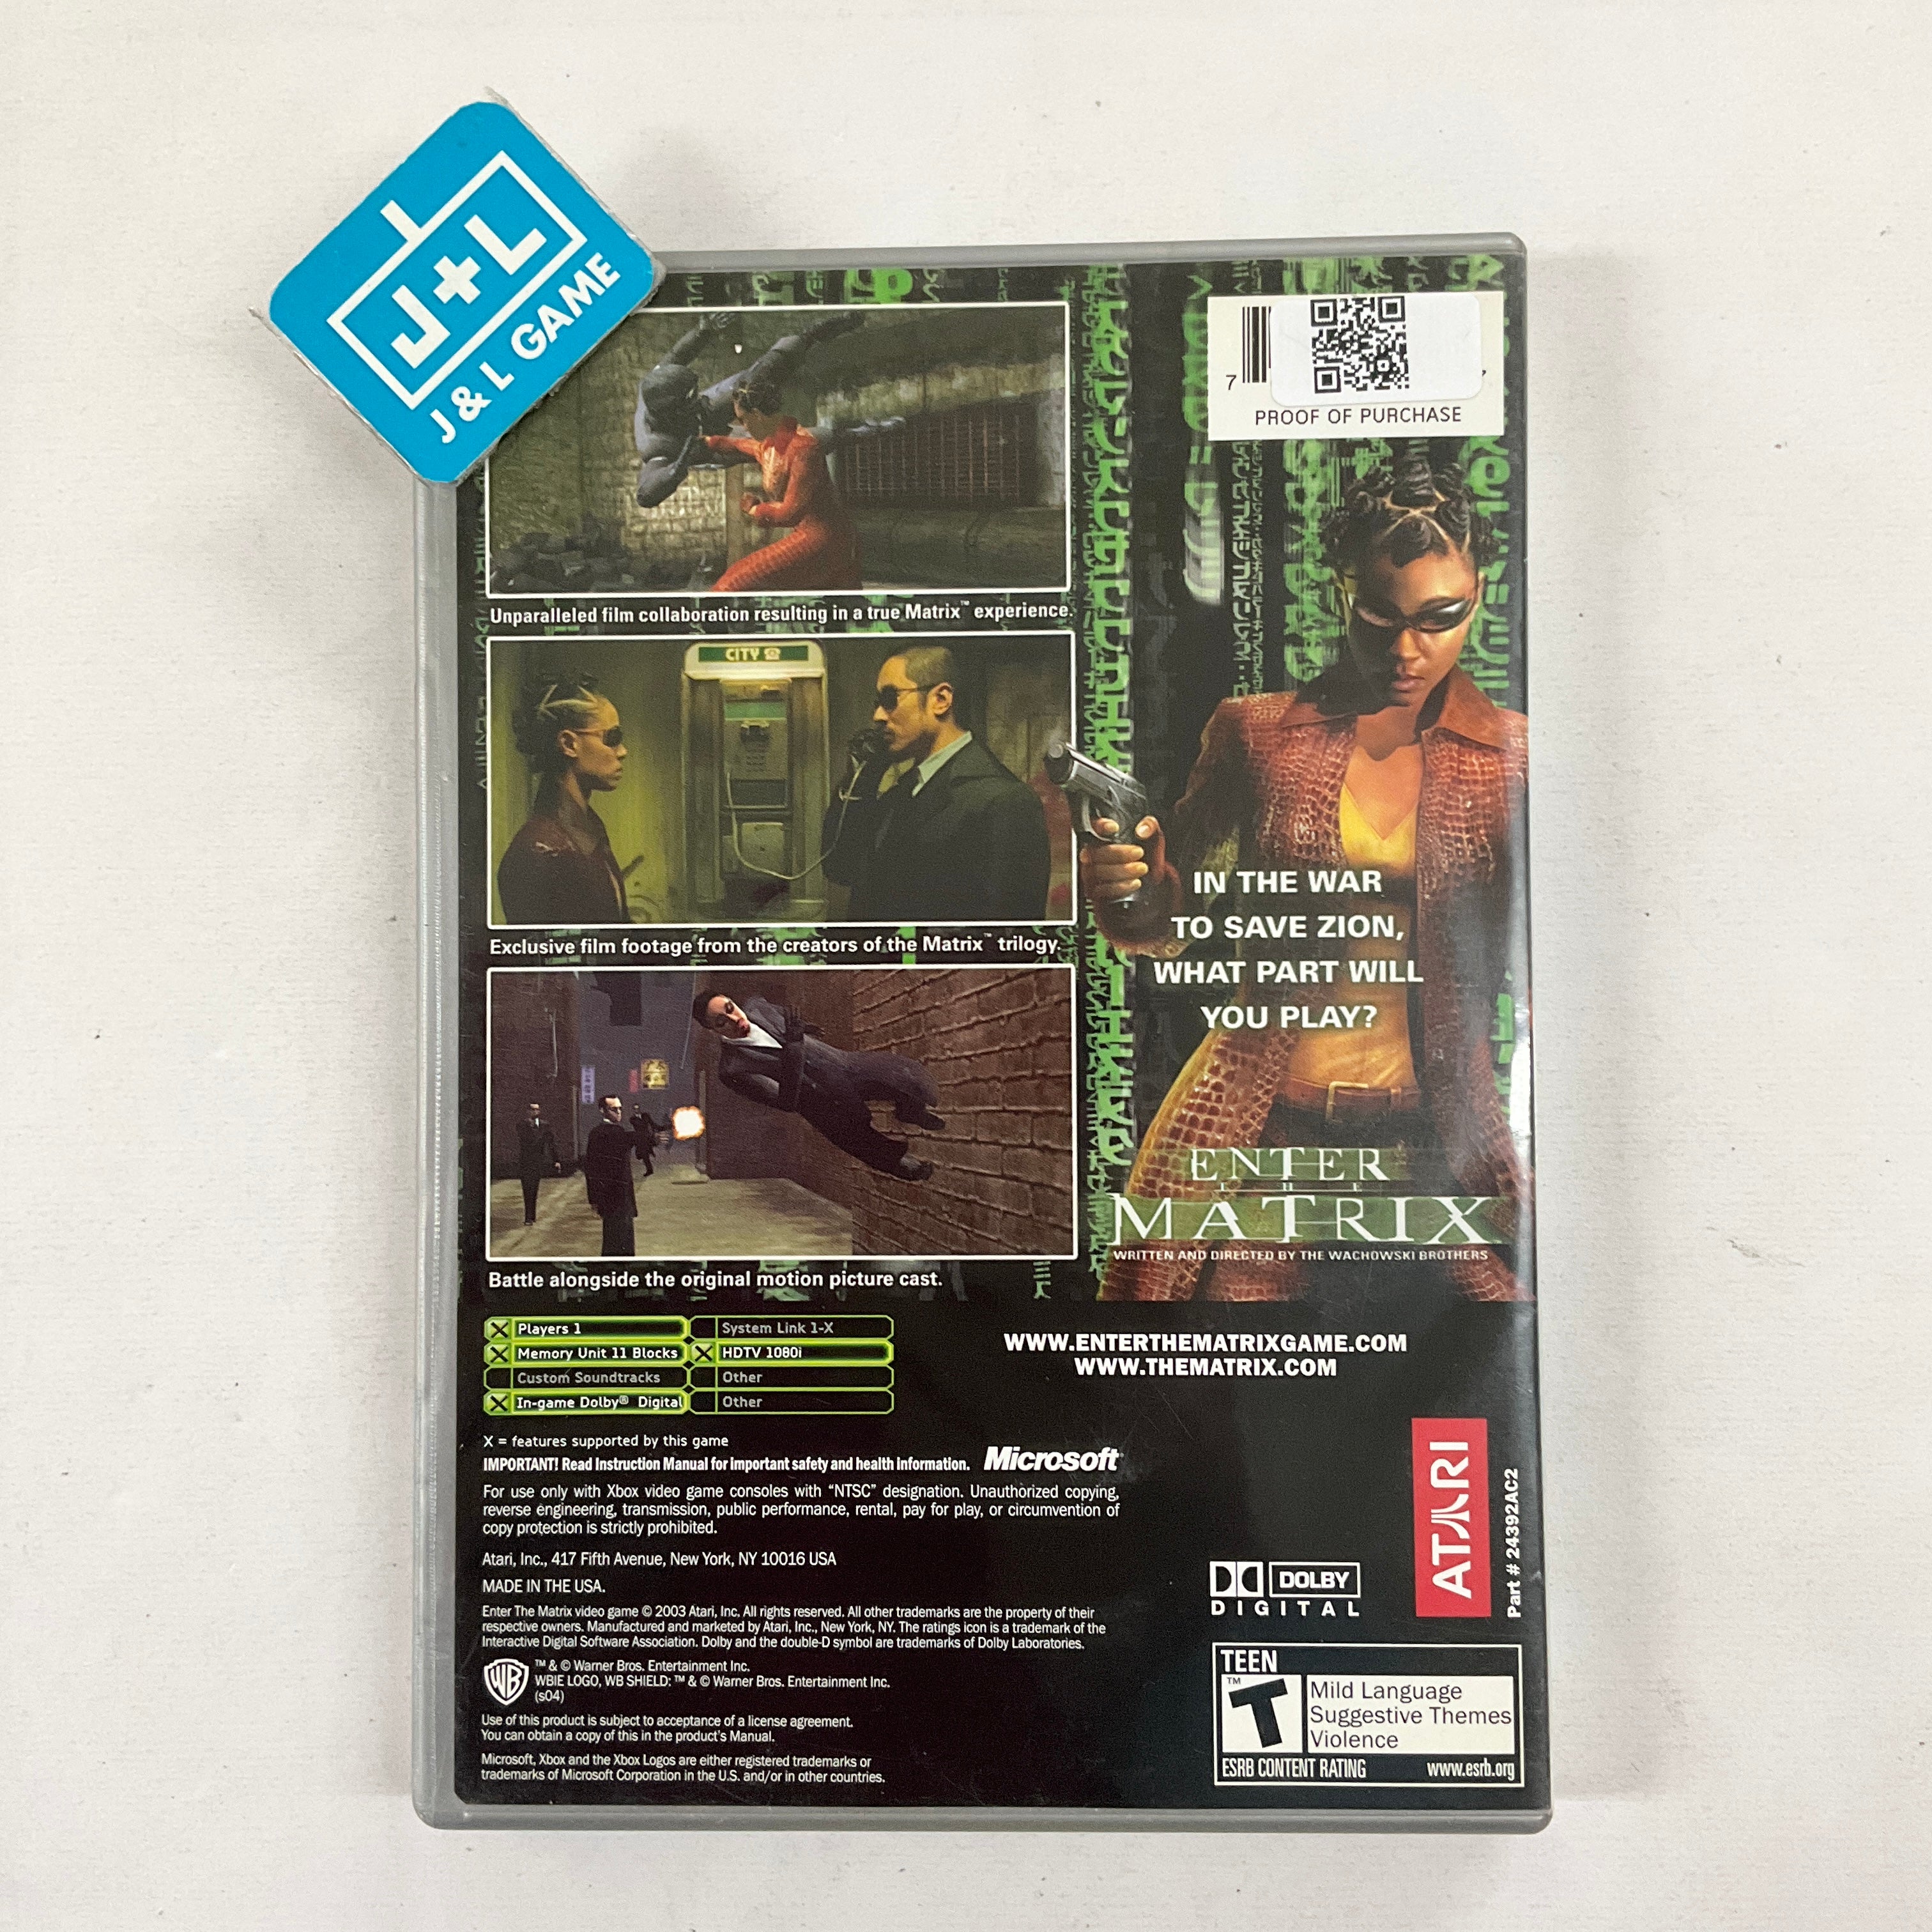 J+L
J & L GAME
7
PROOF OF PURCHASE
Unparalleled film collaboration resulting in a true Matrix™ experience.
CITY
Exclusive film footage from the creators of the Matrix™ trilogy.
Battle alongside the original motion picture cast.
IN THE WAR
TO SAVE ZION,
WHAT PART WILL
YOU PLAY?
ENTER
THE
MATRIX
WRITTEN AND DIRECTED BY THE WACHOWSKI BROTHERS
X Players 1
System Link 1-X
X Memory Unit 11 Blocks
X HDTV 1080i
Custom Soundtracks
Other
X In-game Dolby® Digital
Other
WWW.ENTERTHEMATRIXGAME.COM
WWW.THEMATRIX.COM
X = features supported by this game
IMPORTANT! Read Instruction Manual for important safety and health information.
Microsoft
For use only with Xbox video game consoles with “NTSC” designation. Unauthorized copying,
reverse engineering, transmission, public performance, rental, pay for play, or circumvention of
copy protection is strictly prohibited.
Atari, Inc., 417 Fifth Avenue, New York, NY 10016 USA
MADE IN THE USA.
Enter The Matrix video game © 2003 Atari, Inc. All rights reserved. All other trademarks are the property of their
respective owners. Manufactured and marketed by Atari, Inc., New York, NY. The ratings icon is a trademark of the
Interactive Digital Software Association. Dolby and the double-D symbol are trademarks of Dolby Laboratories.
WB
™ & © Warner Bros. Entertainment Inc.
WBIE LOGO, WB SHIELD: ™ & © Warner Bros. Entertainment Inc.
(s04)
Use of this product is subject to acceptance of a license agreement.
You can obtain a copy of this in the product's Manual.
Microsoft, Xbox and the Xbox Logos are either registered trademarks or
trademarks of Microsoft Corporation in the U.S. and/or in other countries.
ATARI
Part # 24392AC2
DOLBY
DIGITAL
TEEN
T™
Mild Language
Suggestive Themes
Violence
ESRB CONTENT RATING
www.esrb.org